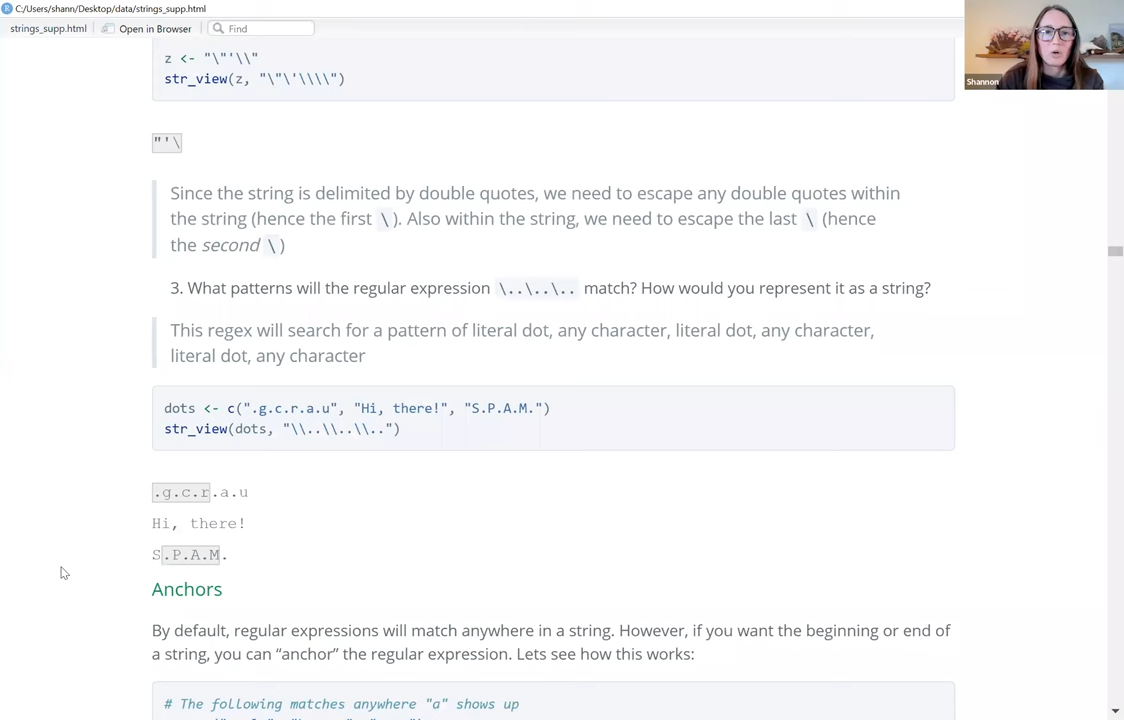 C:/Users/shann/Desktop/data/strings_supp.html
strings_supp.html
Open in Browser
Find
Shannon
z <- "\"'\\"
str_view(z, "\"\'\\\\")
"'\
Since the string is delimited by double quotes, we need to escape any double quotes within
the string (hence the first \ ). Also within the string, we need to escape the last \ (hence
the second \ )
3. What patterns will the regular expression \..\..\.. match? How would you represent it as a string?
This regex will search for a pattern of literal dot, any character, literal dot, any character,
literal dot, any character
dots <- c(".g.c.r.a.u", "Hi, there!", "S.P.A.M.")
str_view(dots, "\\..\\..\\..")
.g.c.r.a.u
Hi, there!
S.P.A.M.
Anchors
By default, regular expressions will match anywhere in a string. However, if you want the beginning or end of
a string, you can “anchor” the regular expression. Lets see how this works:
# The following matches anywhere "a" shows up